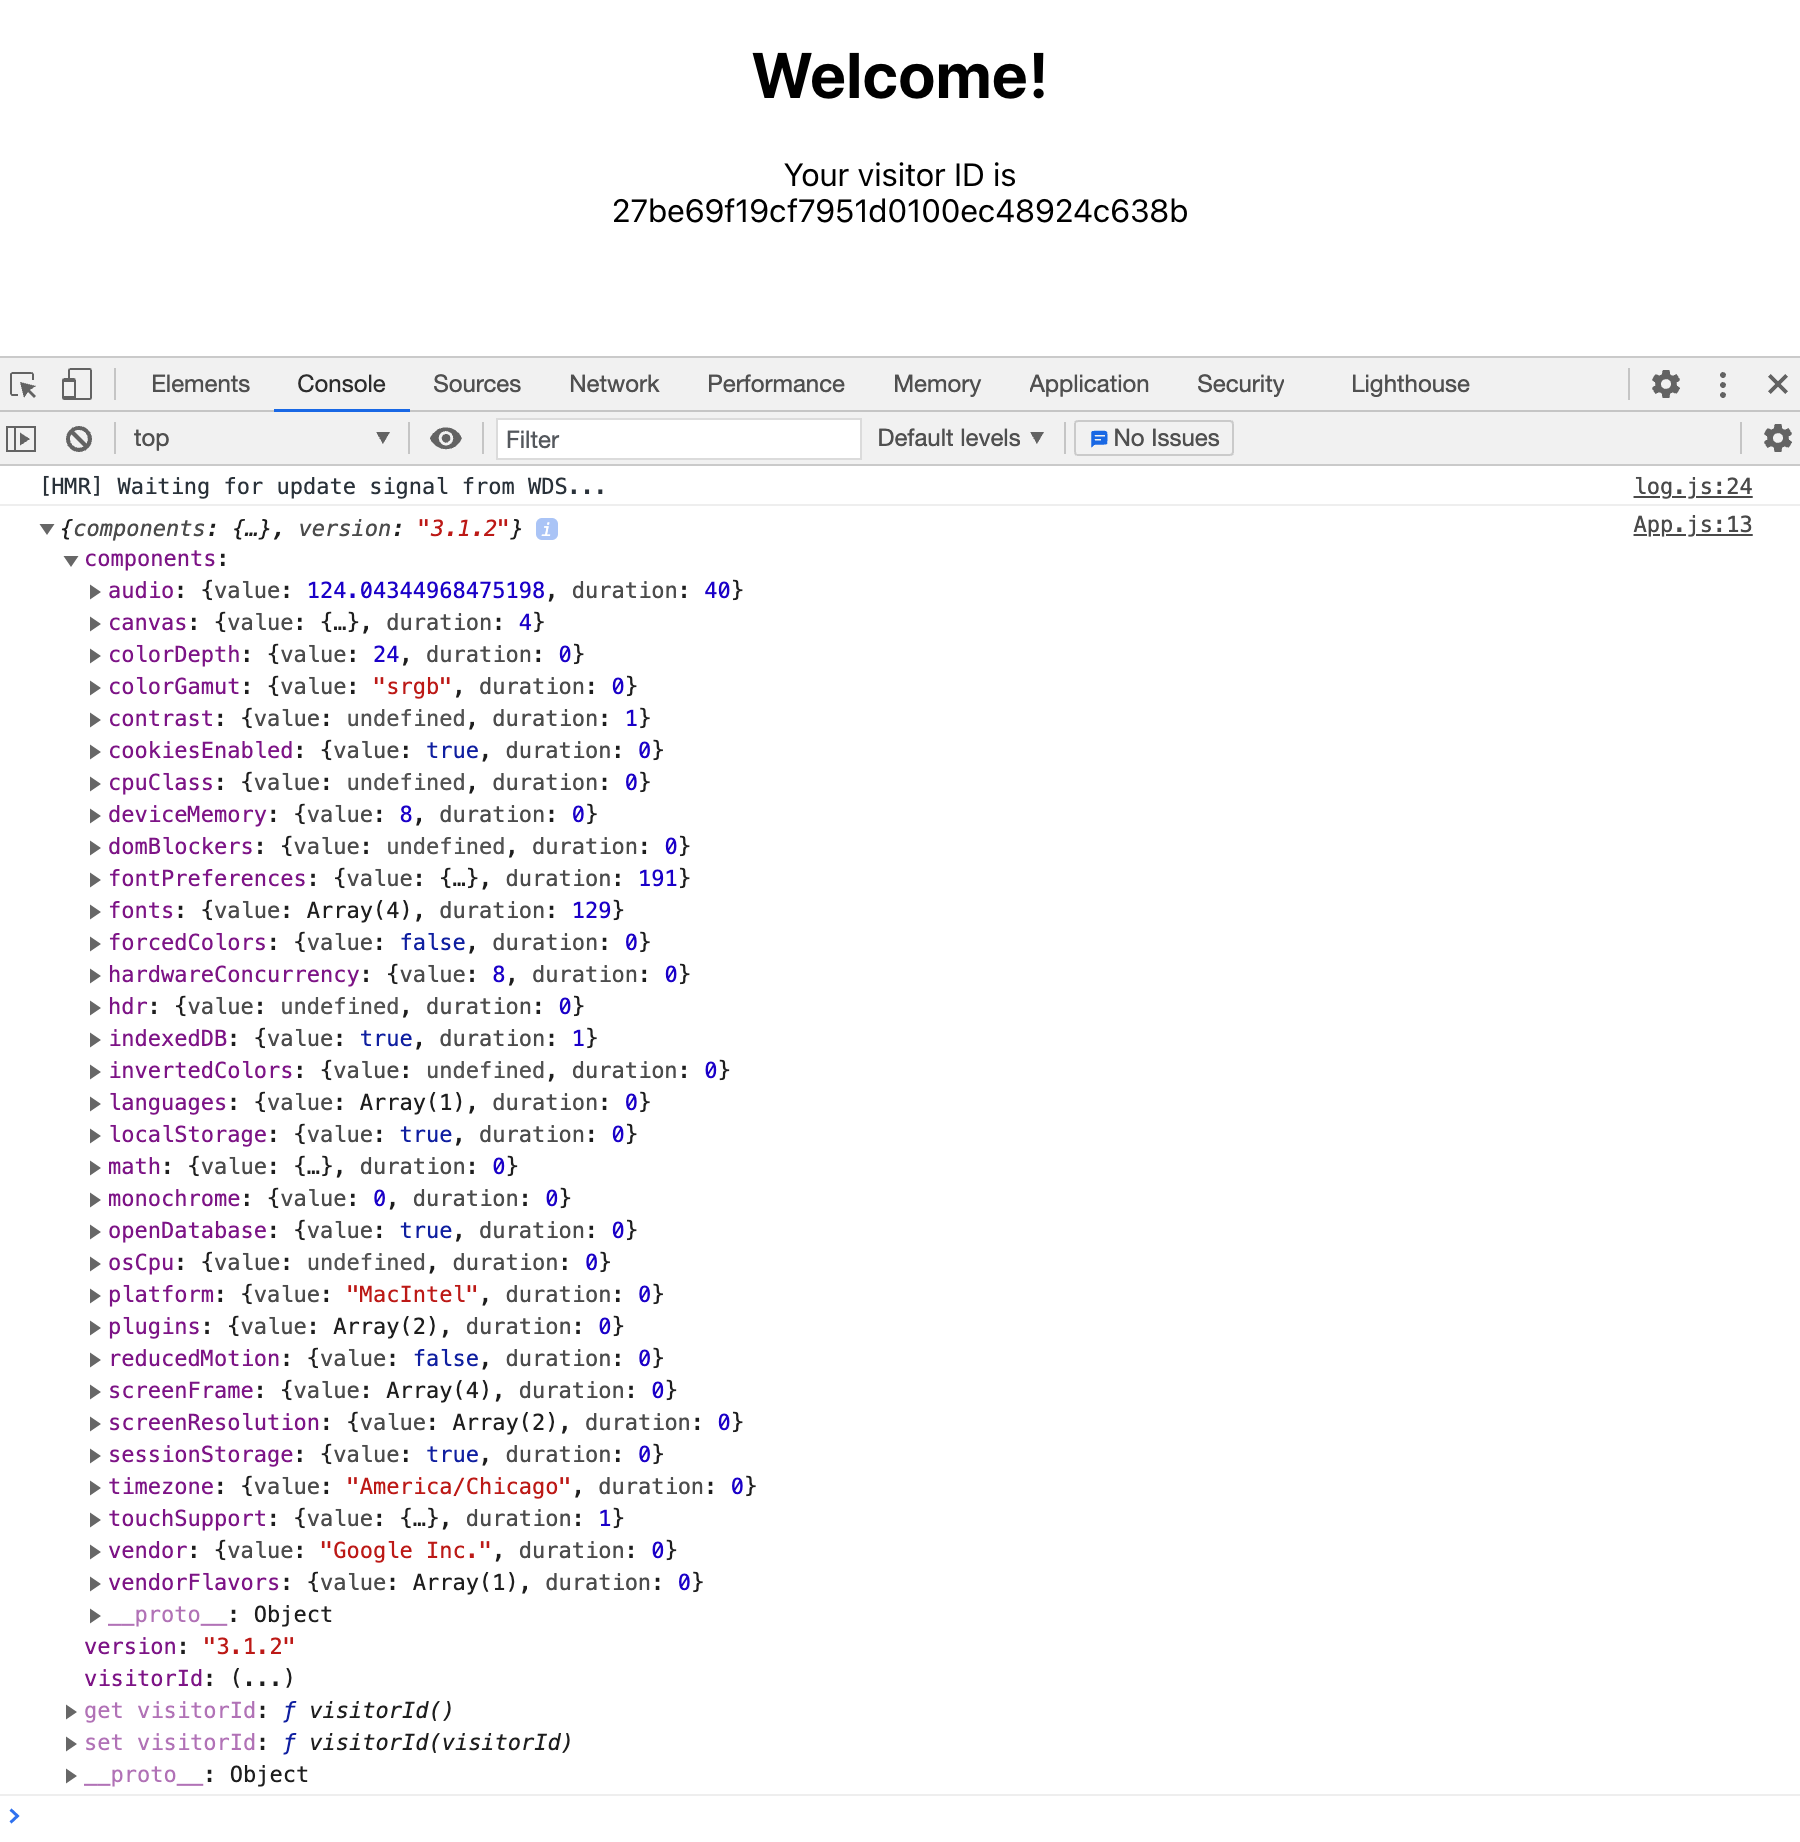 Welcome!
Your visitor ID is
27be69f19cf7951d0100ec48924c638b
Elements Console Sources Network Performance Memory Application Security Lighthouse
top Filter Default levels No Issues
[HMR] Waiting for update signal from WDS... log.js:24
{components: {…}, version: "3.1.2"} i App.js:13
components:
audio: {value: 124.04344968475198, duration: 40}
canvas: {value: {…}, duration: 4}
colorDepth: {value: 24, duration: 0}
colorGamut: {value: "srgb", duration: 0}
contrast: {value: undefined, duration: 1}
cookiesEnabled: {value: true, duration: 0}
cpuClass: {value: undefined, duration: 0}
deviceMemory: {value: 8, duration: 0}
domBlockers: {value: undefined, duration: 0}
fontPreferences: {value: {…}, duration: 191}
fonts: {value: Array(4), duration: 129}
forcedColors: {value: false, duration: 0}
hardwareConcurrency: {value: 8, duration: 0}
hdr: {value: undefined, duration: 0}
indexedDB: {value: true, duration: 1}
invertedColors: {value: undefined, duration: 0}
languages: {value: Array(1), duration: 0}
localStorage: {value: true, duration: 0}
math: {value: {…}, duration: 0}
monochrome: {value: 0, duration: 0}
openDatabase: {value: true, duration: 0}
osCpu: {value: undefined, duration: 0}
platform: {value: "MacIntel", duration: 0}
plugins: {value: Array(2), duration: 0}
reducedMotion: {value: false, duration: 0}
screenFrame: {value: Array(4), duration: 0}
screenResolution: {value: Array(2), duration: 0}
sessionStorage: {value: true, duration: 0}
timezone: {value: "America/Chicago", duration: 0}
touchSupport: {value: {…}, duration: 1}
vendor: {value: "Google Inc.", duration: 0}
vendorFlavors: {value: Array(1), duration: 0}
__proto__: Object
version: "3.1.2"
visitorId: (...)
get visitorId: ƒ visitorId()
set visitorId: ƒ visitorId(visitorId)
__proto__: Object